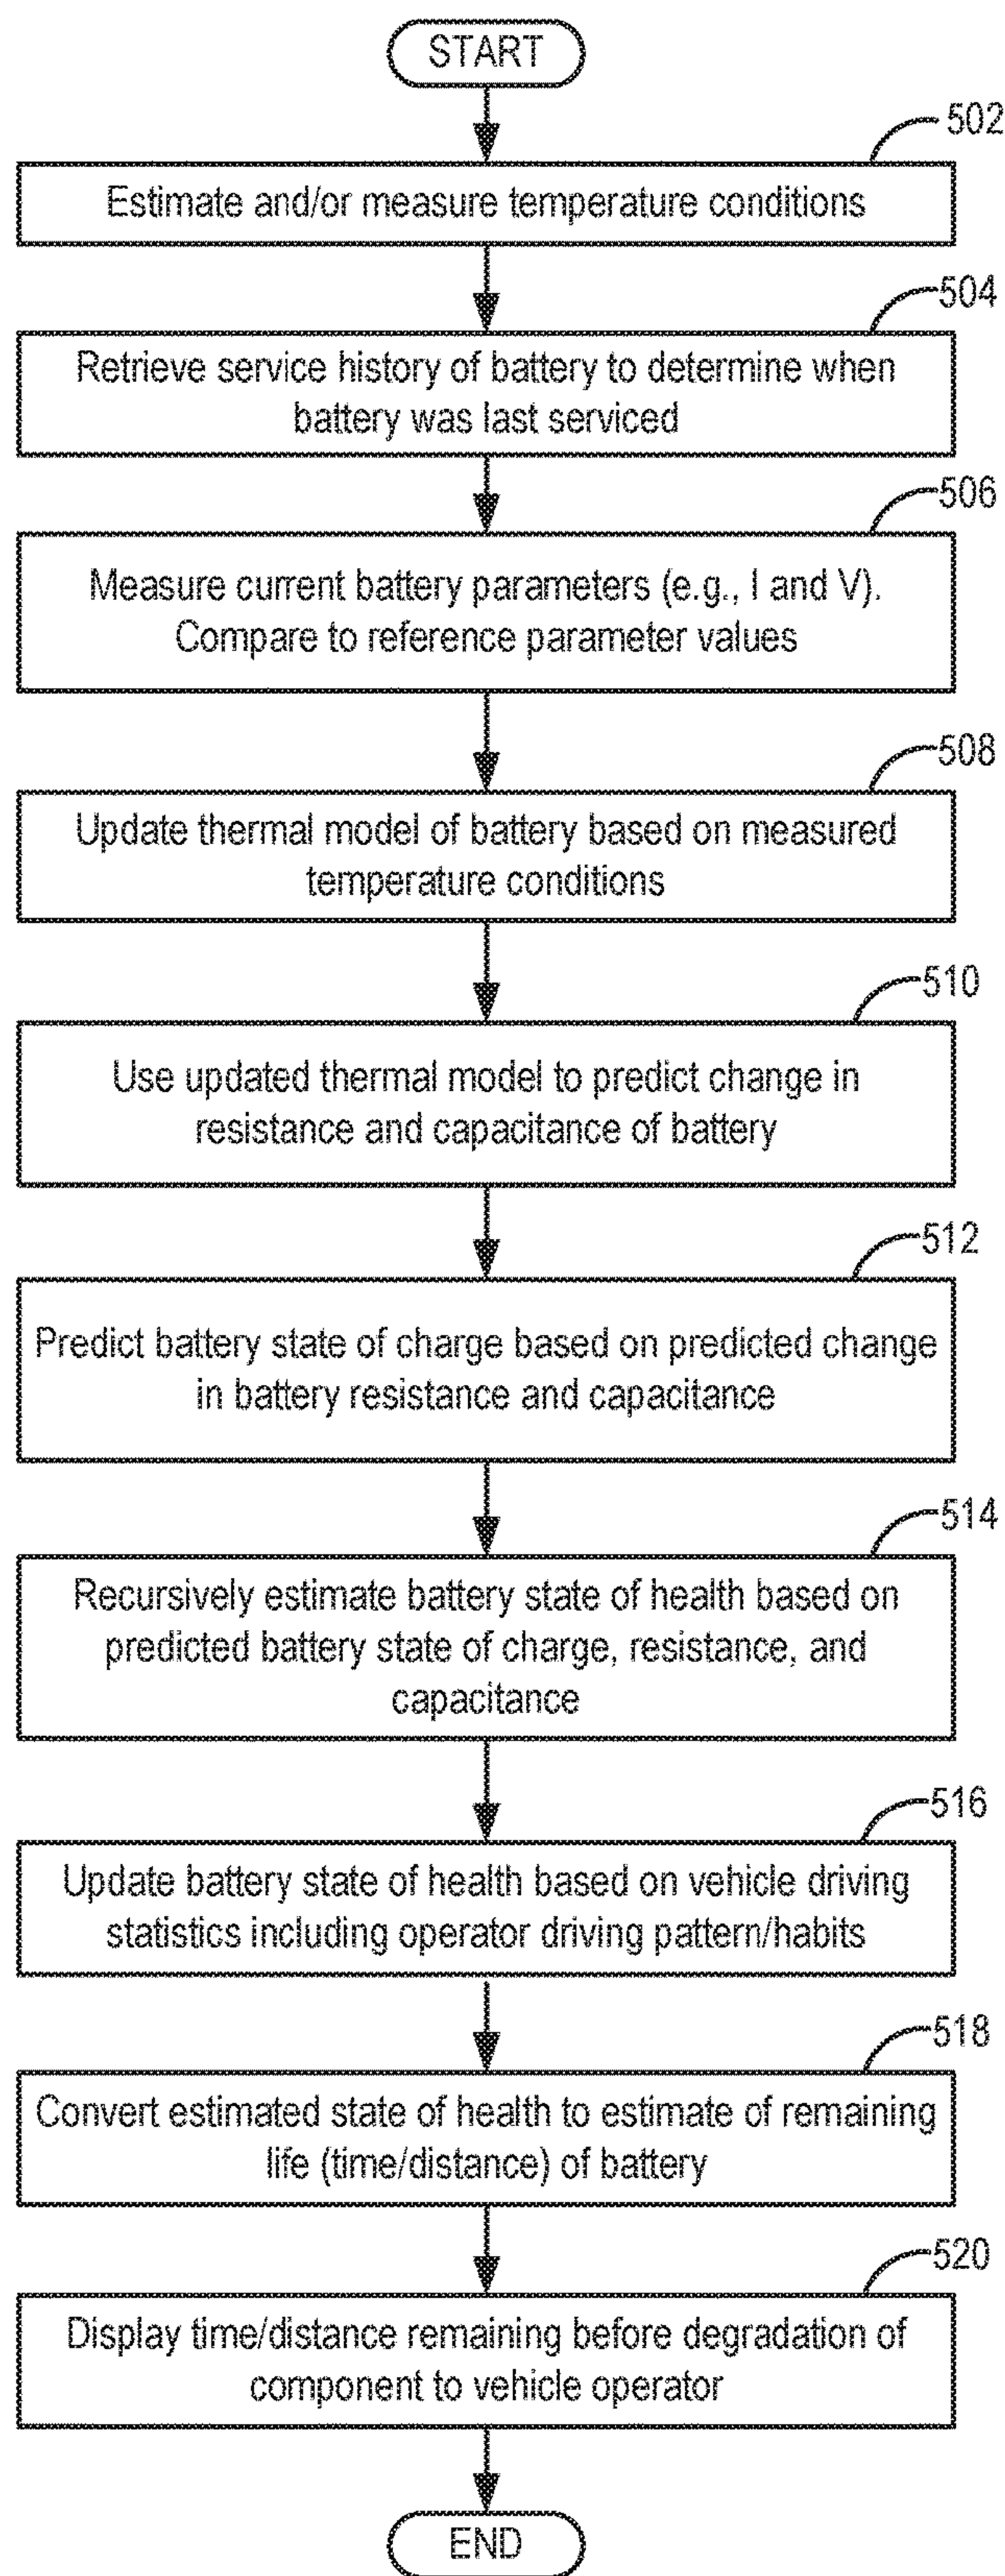 START
502
Estimate and/or measure temperature conditions
504
Retrieve service history of battery to determine when
battery was last serviced
506
Measure current battery parameters (e.g., I and V).
Compare to reference parameter values
508
Update thermal model of battery based on measured
temperature conditions
510
Use updated thermal model to predict change in
resistance and capacitance of battery
512
Predict battery state of charge based on predicted change
in battery resistance and capacitance
514
Recursively estimate battery state of health based on
predicted battery state of charge, resistance, and
capacitance
516
Update battery state of health based on vehicle driving
statistics including operator driving pattern/habits
518
Convert estimated state of health to estimate of remaining
life (time/distance) of battery
520
Display time/distance remaining before degradation of
component to vehicle operator
END